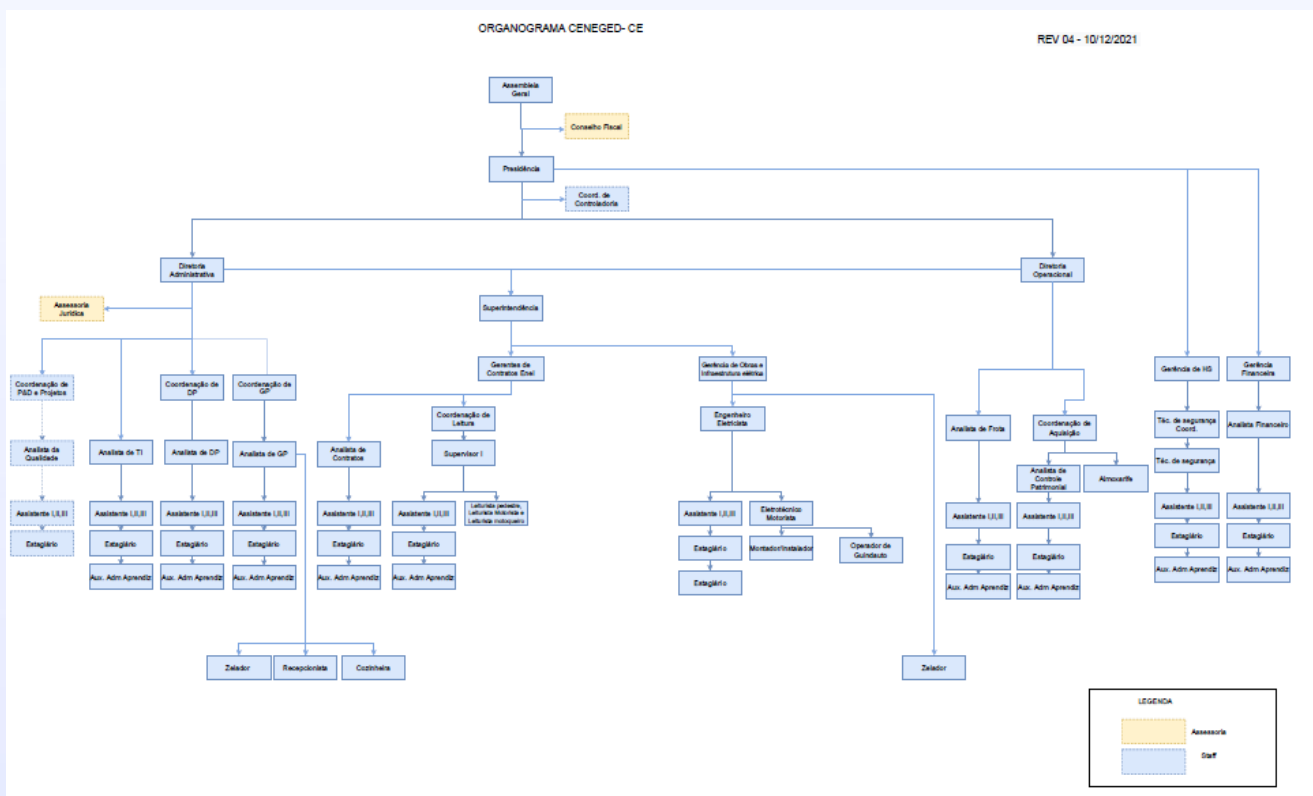 ORGANOGRAMA CENEGED- CE
REV 04 - 10/12/2021
Assembleia
Geral
Conselho Fiscal
Presidência
Coord. de
Controladoria
Diretoria
Administrativa
Diretoria
Operacional
Assessoria
Jurídica
Superintendência
Coordenação de
P&D e Projetos
Coordenação de
DP
Coordenação de
GP
Gerentes de
Contratos Enel
Gerência de Obras e
Infraestrutura elétrica
Gerência de HS
Gerência
Financeira
Coordenação de
Leitura
Engenheiro
Eletricista
Analista de Frota
Coordenação de
Aquisição
Téc. de segurança
Coord.
Analista Financeiro
Analista da
Qualidade
Analista de TI
Analista de DP
Analista de GP
Analista de
Contratos
Supervisor I
Analista de
Controle
Patrimonial
Almoxarife
Téc. de segurança
Assistente I,II,III
Assistente I,II,III
Assistente I,II,III
Assistente I,II,III
Assistente I,II,III
Assistente I,II,III
Leiturista pedestre,
Leiturista Motorista e
Leiturista motoqueiro
Assistente I,II,III
Eletrotécnico
Motorista
Assistente I,II,III
Assistente I,II,III
Assistente I,II,III
Assistente I,II,III
Estagiário
Estagiário
Estagiário
Estagiário
Estagiário
Estagiário
Estagiário
Montador/Instalador
Operador de
Guindauto
Estagiário
Estagiário
Estagiário
Estagiário
Aux. Adm Aprendiz
Aux. Adm Aprendiz
Aux. Adm Aprendiz
Aux. Adm Aprendiz
Aux. Adm Aprendiz
Estagiário
Aux. Adm Aprendiz
Aux. Adm Aprendiz
Aux. Adm Aprendiz
Aux. Adm Aprendiz
Zelador
Recepcionista
Cozinheira
Zelador
LEGENDA
Assessoria
Staff